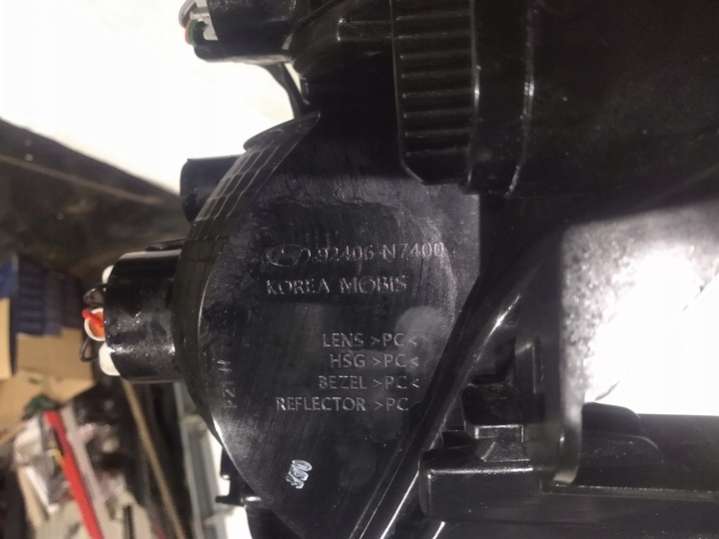 92406-N7400
KOREA MOBIS
LENS >PC<
HSG >PC<
BEZEL >PC<
REFLECTOR >PC